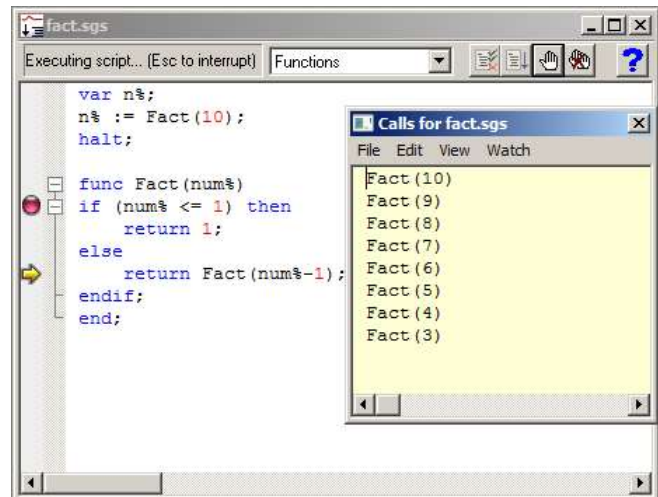 fact.sgs
Executing script... (Esc to interrupt) Functions
var n%;
n% := Fact(10);
halt;
func Fact(num%)
if (num% <= 1) then
return 1;
else
return Fact(num%-1);
endif;
end;
Calls for fact.sgs
File Edit View Watch
Fact(10)
Fact(9)
Fact(8)
Fact(7)
Fact(6)
Fact(5)
Fact(4)
Fact(3)